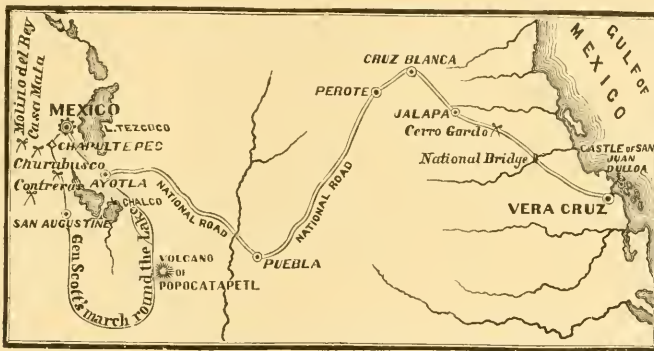 GULF OF
MEXICO
CRUZ BLANCA
PEROTE
JALAPA
Cerro Gardo
National Bridge
CASTLE OF SAN
JUAN
DULLOA
VERA CRUZ
Molino del Rey
Casa Mata
MEXICO
L. TEZCOCO
CHAPULTEPEC
Churubusco
Contreras
AYOTLA
CHALCO
SAN AUGUSTINE
NATIONAL ROAD
NATIONAL ROAD
PUEBLA
VOLCANO
OF
POPOCATAPETL
Gen Scott's march round the Lake